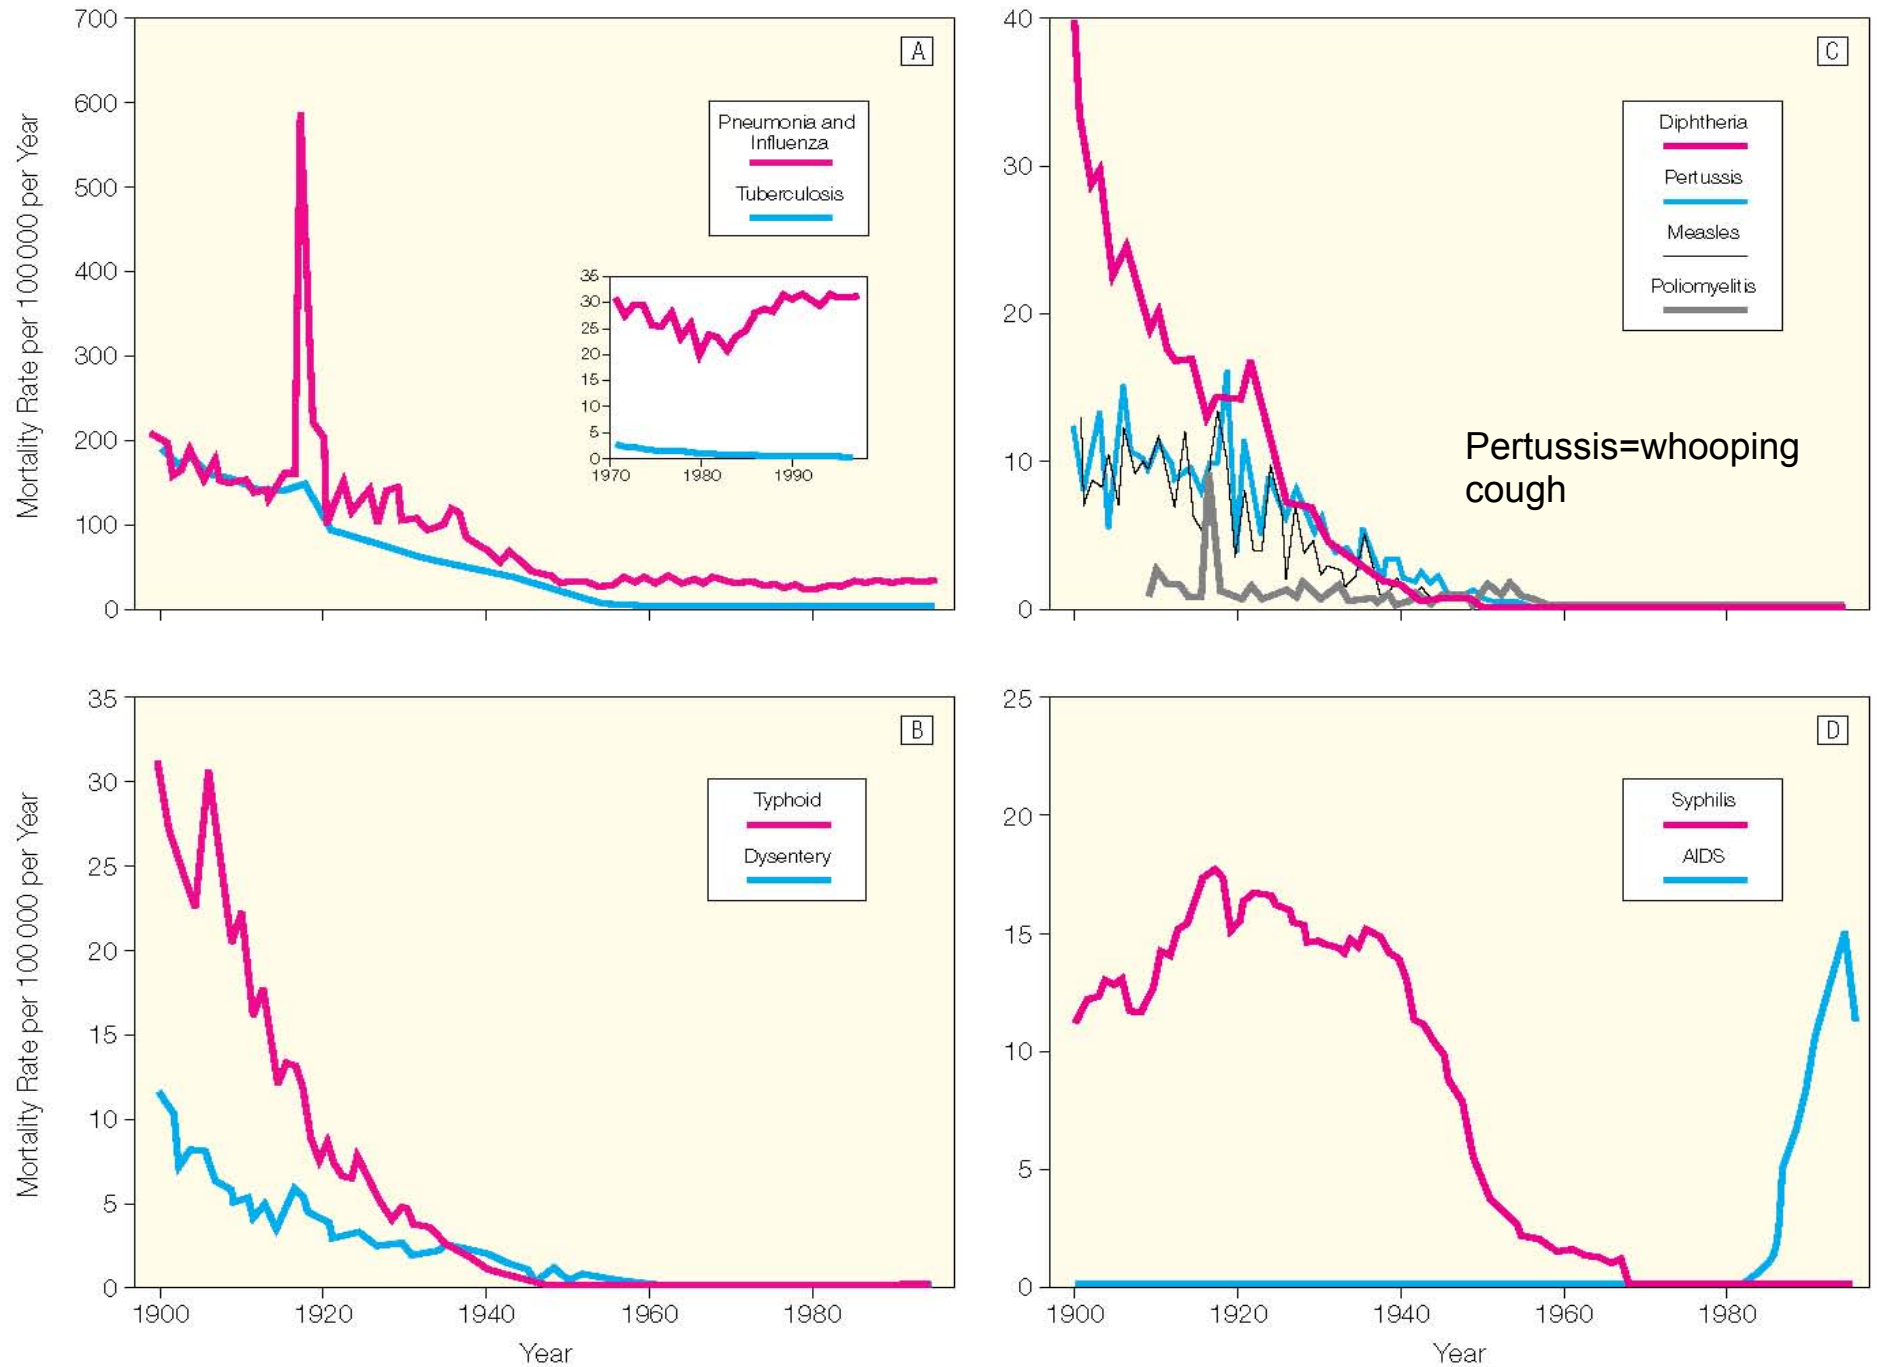 Mortality Rate per 100 000 per Year
700
600
500
400
300
200
100
0
A
Pneumonia and
Influenza
Tuberculosis
35
30
25
20
15
10
5
0
1970
1980
1990
40
30
20
10
0
C
Diphtheria
Pertussis
Measles
Poliomyelitis
Pertussis=whooping
cough
Mortality Rate per 100 000 per Year
35
30
25
20
15
10
5
0
B
Typhoid
Dysentery
1900
1920
1940
1960
1980
Year
25
20
15
10
5
0
D
Syphilis
AIDS
1900
1920
1940
1960
1980
Year